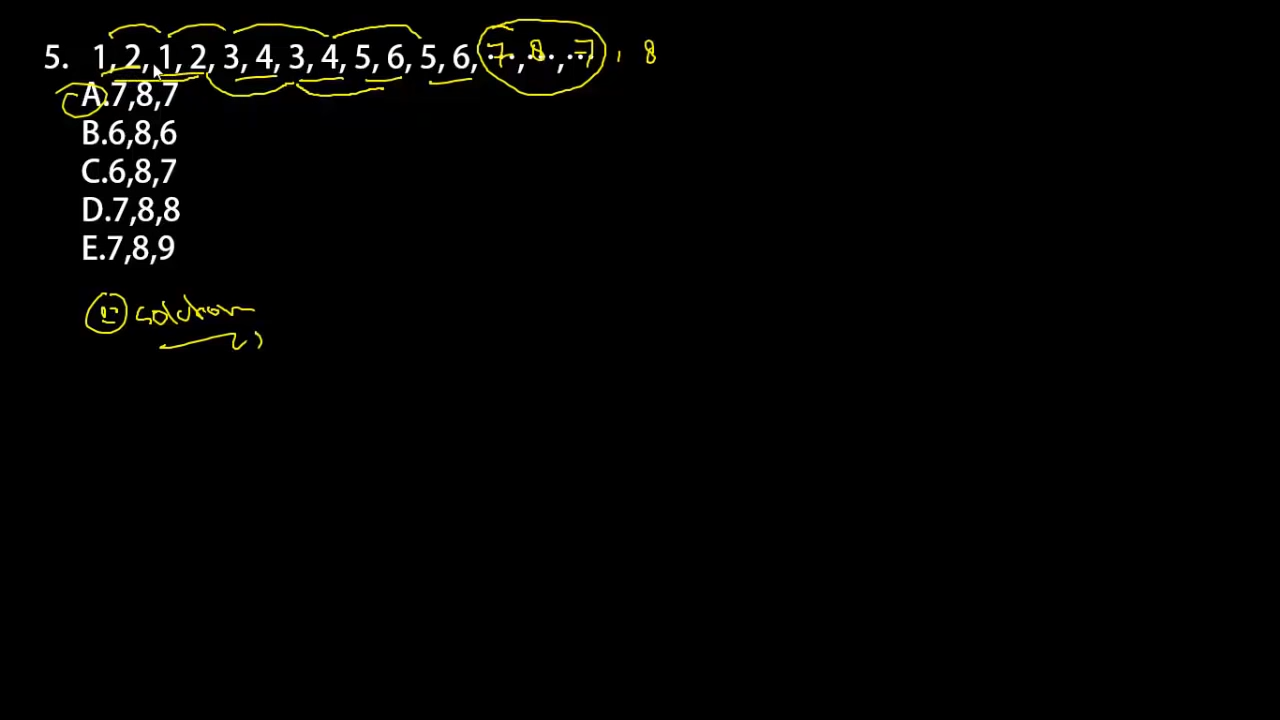 5. 1, 2, 1, 2, 3, 4, 3, 4, 5, 6, 5, 6, ..., ..., ... 7 8 7, 8
A.7,8,7
B.6,8,6
C.6,8,7
D.7,8,8
E.7,8,9